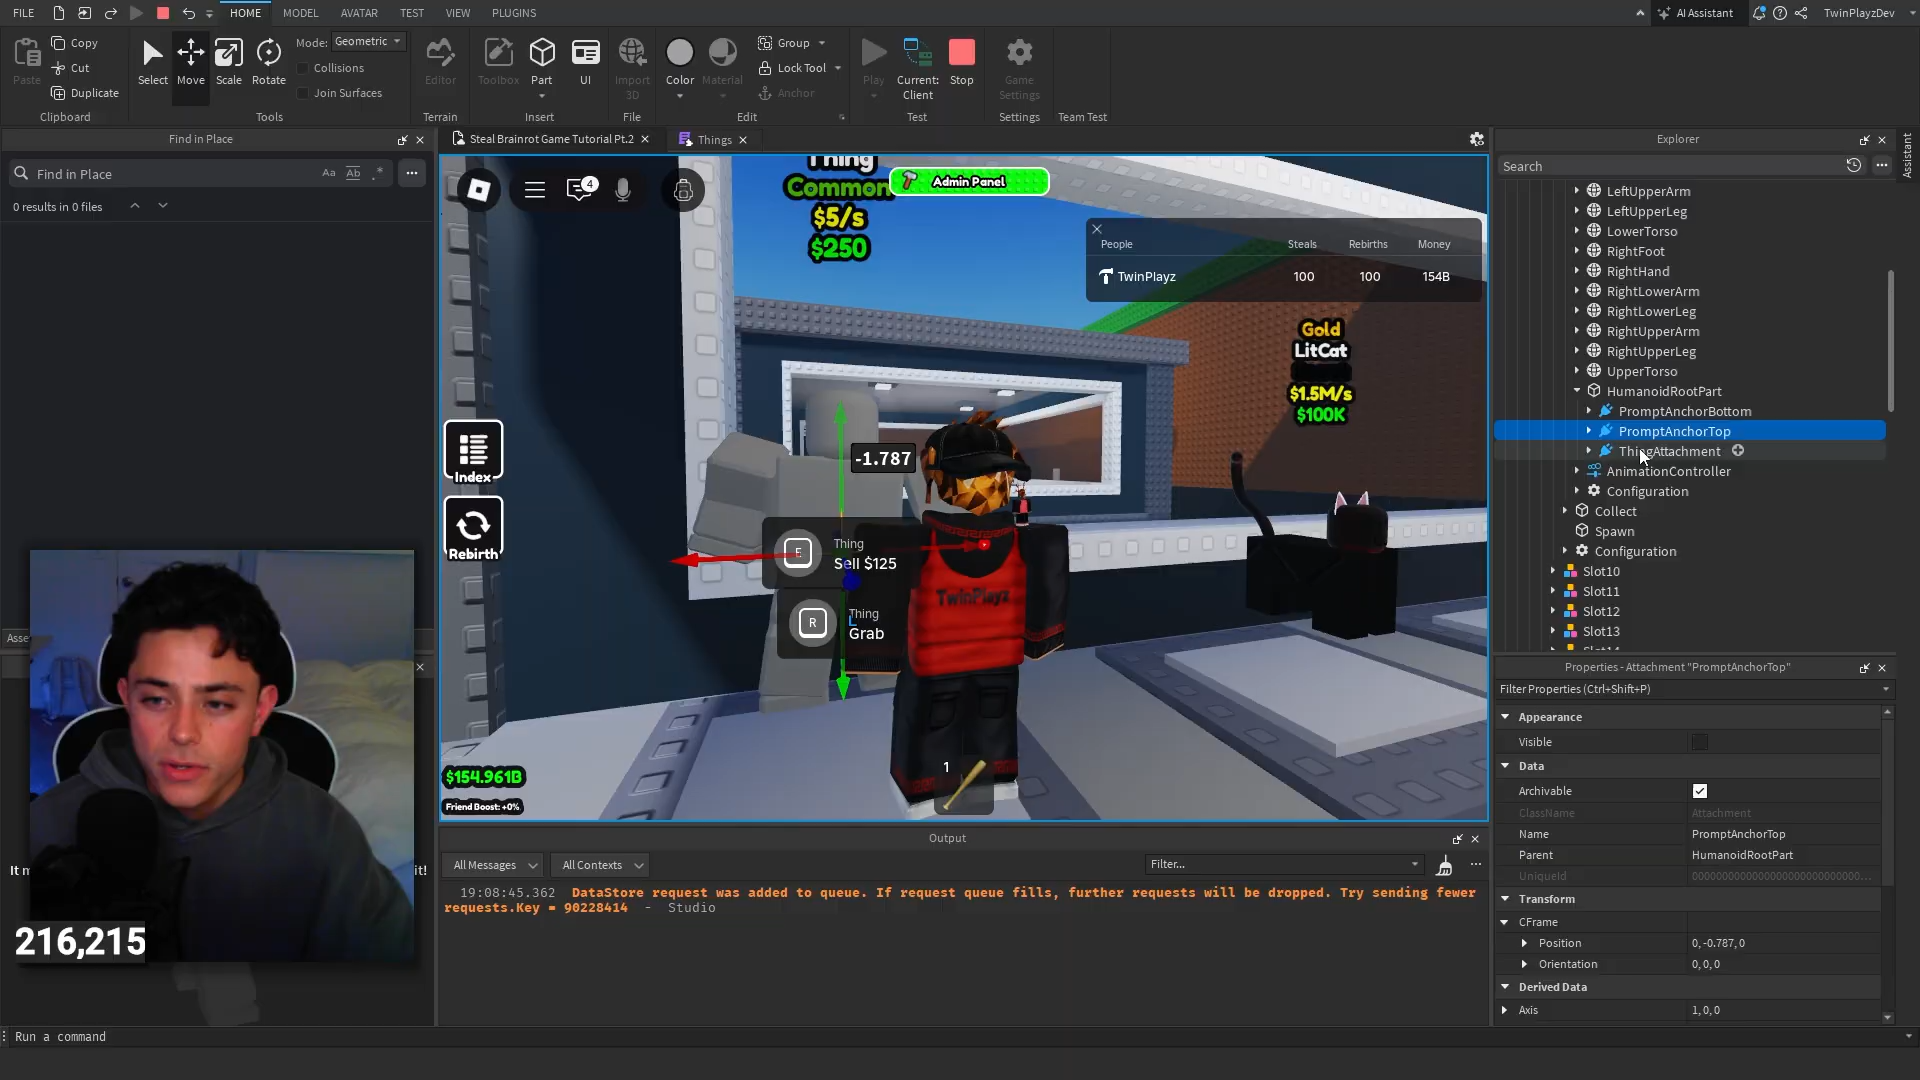 FILE HOME MODEL AVATAR TEST VIEW PLUGINS AI Assistant TwinPlayzDev
Paste Copy Cut Duplicate Clipboard
Select Move Scale Rotate Mode: Geometric Collisions Join Surfaces Tools
Editor Terrain
Toolbox Part UI Insert
Import 3D File
Color Material Group Lock Tool Anchor Edit
Play Current: Client Stop Test
Game Settings Settings
Team Test
Find in Place
Find in Place Aa Ab .*
0 results in 0 files
Steal Brainrot Game Tutorial Pt.2
Things
Thing
Common
$5/s
$250
4
Admin Panel
People Steals Rebirths Money
TwinPlayz 100 100 154B
Gold
LitCat
$1.5M/s
$100K
Index
Rebirth
-1.787
E Thing
Sell $125
R Thing
Grab
TwinPlayz
1
$154.961B
Friend Boost: +0%
Asse
It m
it!
216,215
Output
All Messages All Contexts Filter...
19:08:45.362 DataStore request was added to queue. If request queue fills, further requests will be dropped. Try sending fewer
requests.Key = 90228414 - Studio
Run a command
Explorer
Assistant
Search
LeftUpperArm
LeftUpperLeg
LowerTorso
RightFoot
RightHand
RightLowerArm
RightLowerLeg
RightUpperArm
RightUpperLeg
UpperTorso
HumanoidRootPart
PromptAnchorBottom
PromptAnchorTop
ThingAttachment
AnimationController
Configuration
Collect
Spawn
Configuration
Slot10
Slot11
Slot12
Slot13
Properties - Attachment "PromptAnchorTop"
Filter Properties (Ctrl+Shift+P)
Appearance
Visible
Data
Archivable
ClassName Attachment
Name PromptAnchorTop
Parent HumanoidRootPart
UniqueId
Transform
CFrame
Position 0,-0.787,0
Orientation 0,0,0
Derived Data
Axis 1,0,0